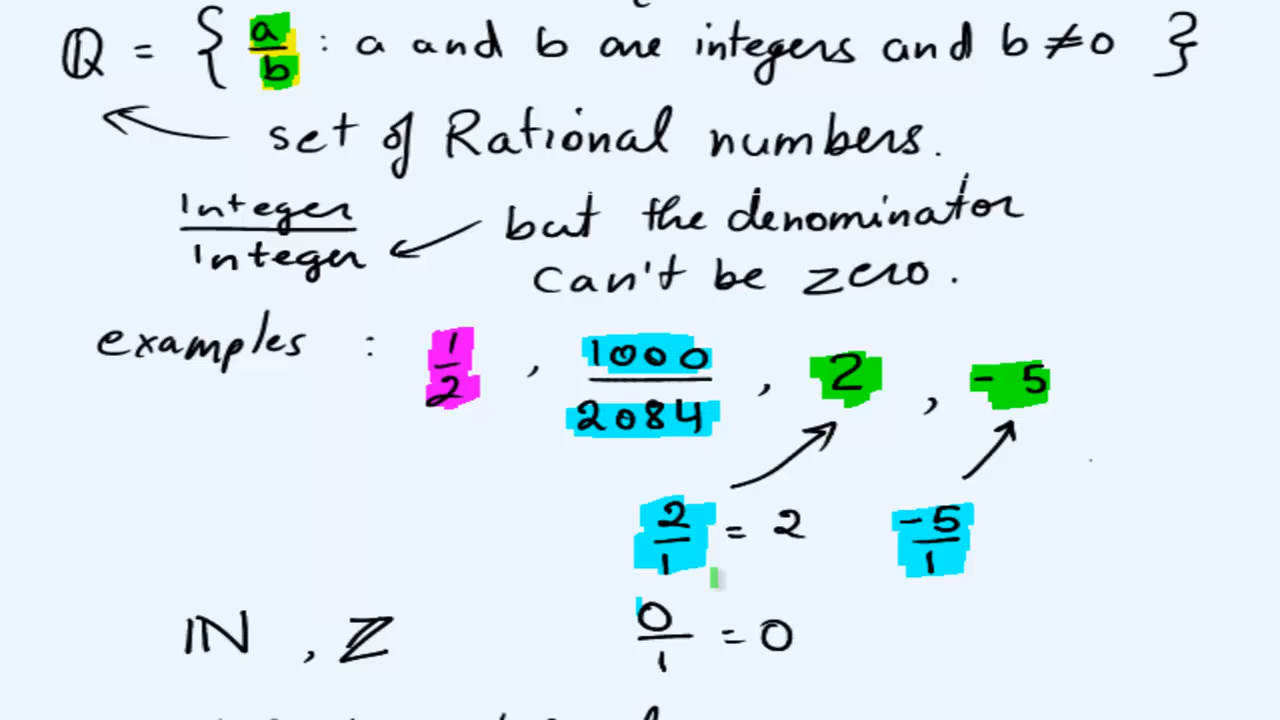 ℚ = { a/b : a and b are integers and b ≠ 0 }
set of Rational numbers.
Integer/Integer but the denominator
can't be zero.
examples : 1/2 , 1000/2084 , 2 , -5
2/1 = 2 -5/1
ℕ , ℤ 0/1 = 0